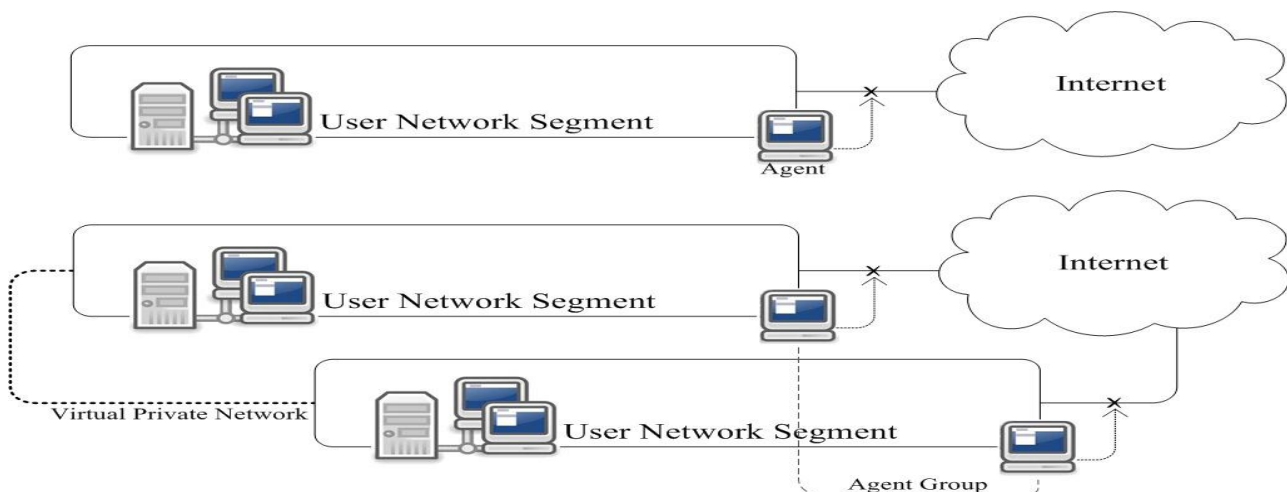 Internet
User Network Segment
Agent
Internet
User Network Segment
Virtual Private Network
User Network Segment
Agent Group